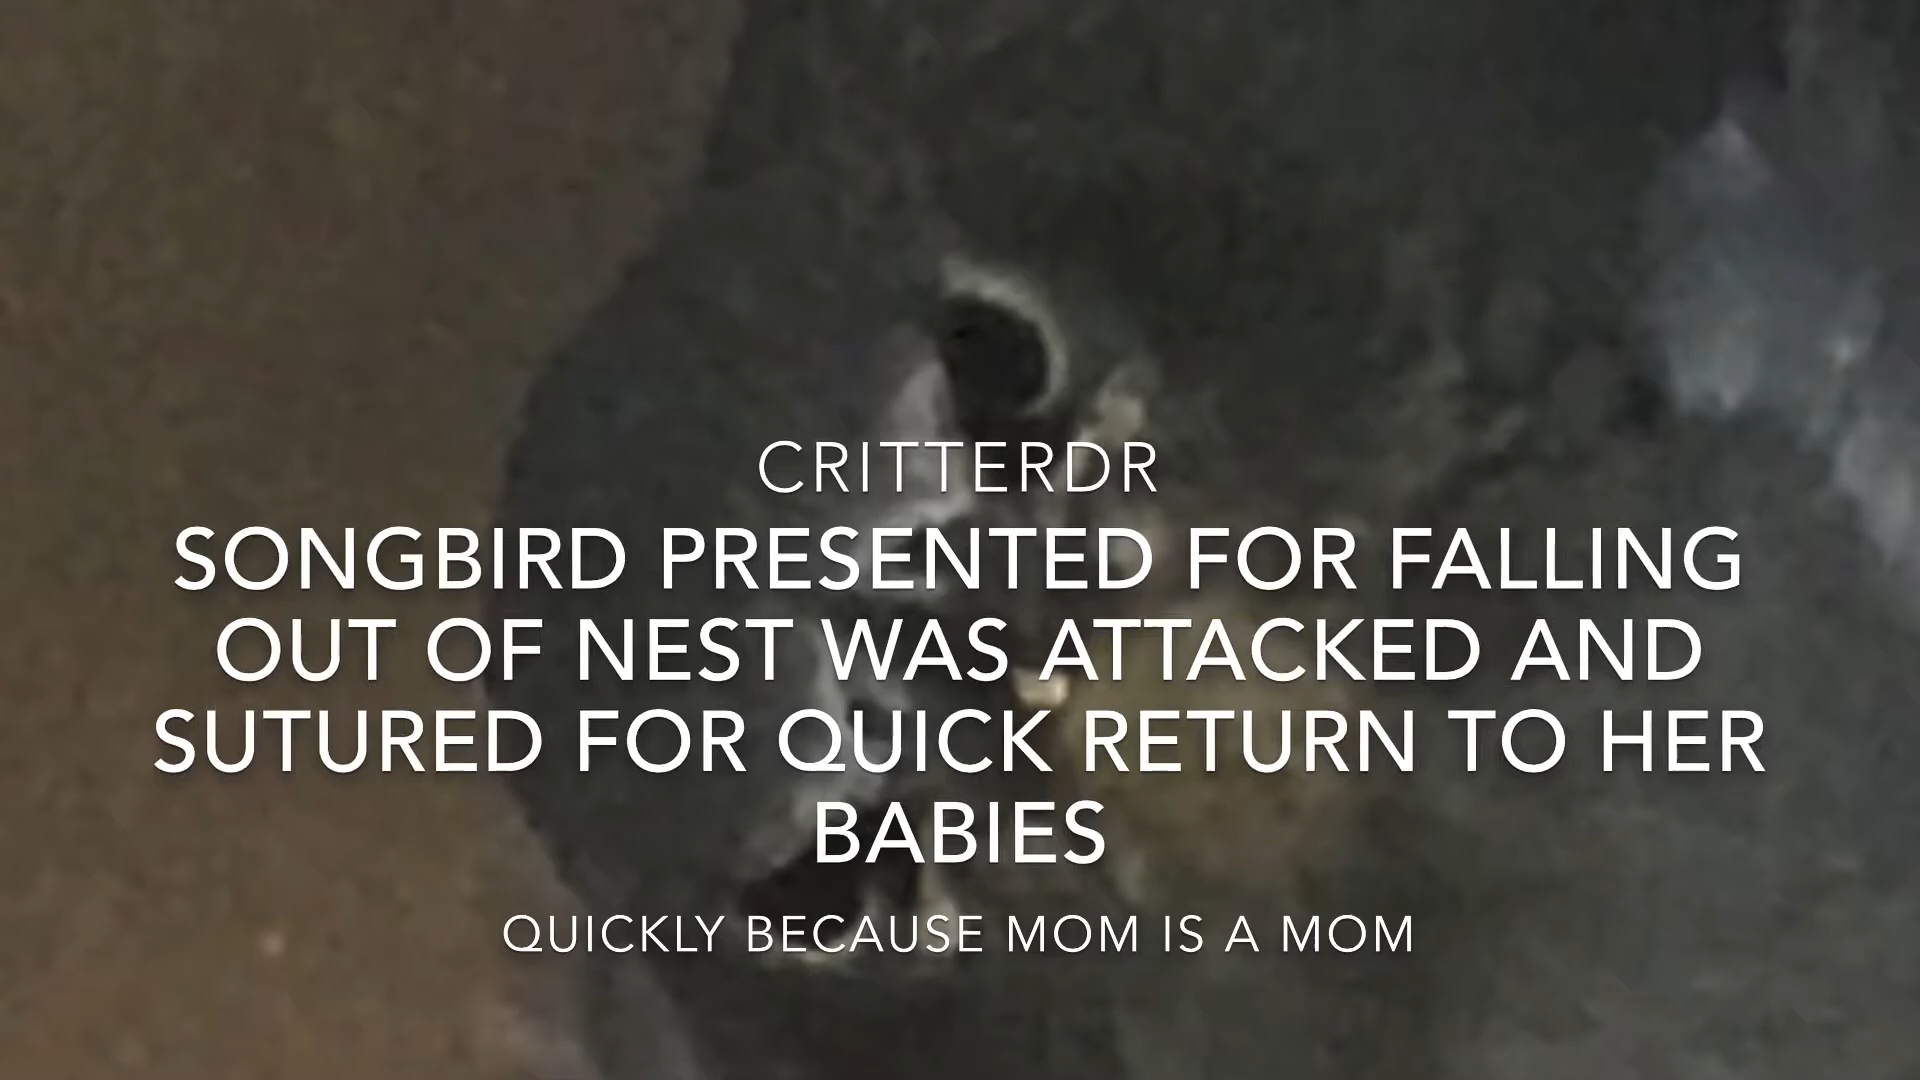 CRITTERDR
SONGBIRD PRESENTED FOR FALLING
OUT OF NEST WAS ATTACKED AND
SUTURED FOR QUICK RETURN TO HER
BABIES
QUICKLY BECAUSE MOM IS A MOM